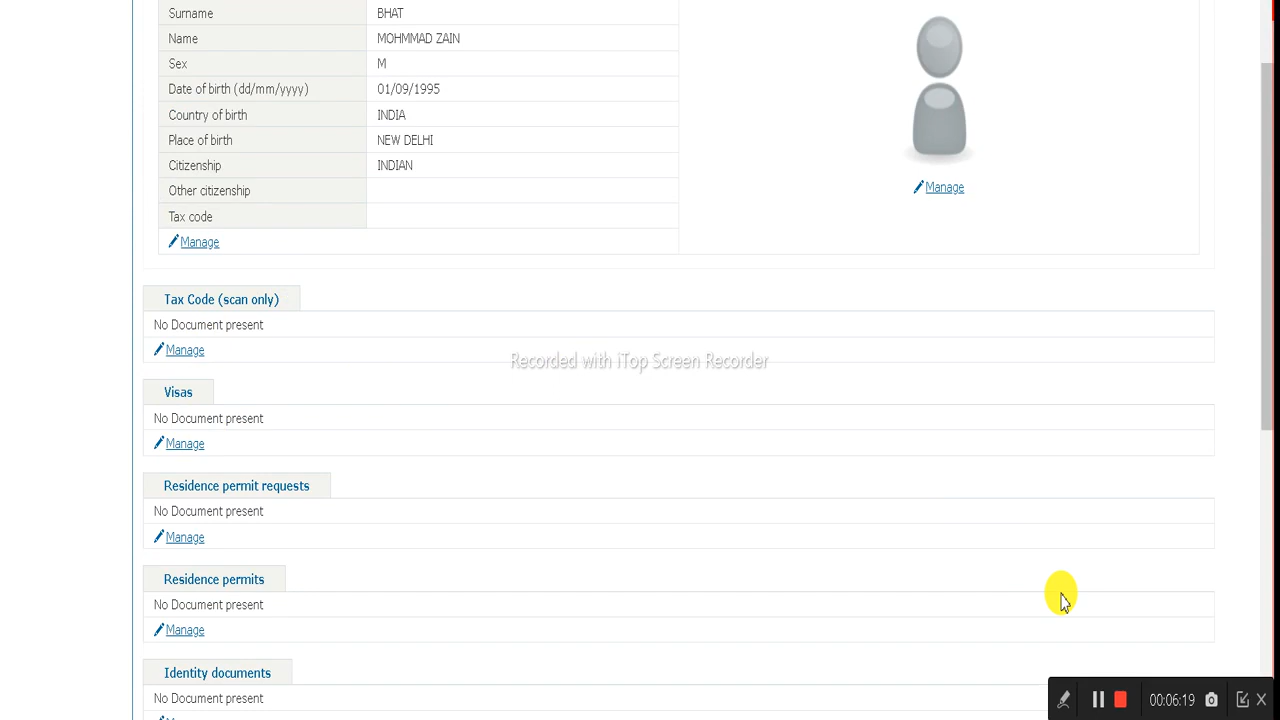 Surname BHAT
Name MOHMMAD ZAIN
Sex M
Date of birth (dd/mm/yyyy) 01/09/1995
Country of birth INDIA
Place of birth NEW DELHI
Citizenship INDIAN
Other citizenship
Tax code
Manage
Manage
Tax Code (scan only)
No Document present
Manage
Recorded with iTop Screen Recorder
Visas
No Document present
Manage
Residence permit requests
No Document present
Manage
Residence permits
No Document present
Manage
Identity documents
No Document present
00:06:19